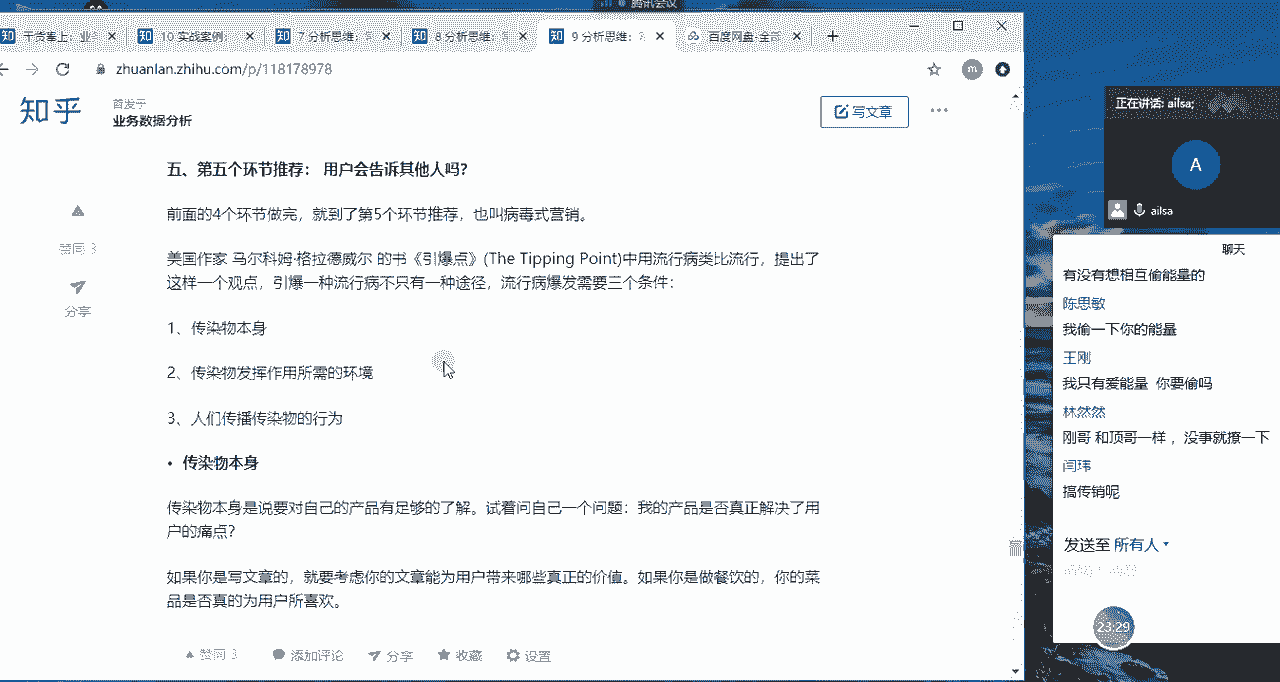 腾讯会议
干货奉上：业
10 实战案例:
7 分析思维：
8 分析思维：
9 分析思维：
百度网盘-全部
zhuanlan.zhihu.com/p/118178978
m
知乎
首发于
业务数据分析
写文章
五、第五个环节推荐： 用户会告诉其他人吗？
前面的4个环节做完，就到了第5个环节推荐，也叫病毒式营销。
赞同 3
美国作家 马尔科姆·格拉德威尔 的书《引爆点》(The Tipping Point)中用流行病类比流行，提出了
这样一个观点，引爆一种流行病不只有一种途径，流行病爆发需要三个条件：
分享
1、传染物本身
2、传染物发挥作用所需的环境
3、人们传播传染物的行为
• 传染物本身
传染物本身是说要对自己的产品有足够的了解。试着问自己一个问题：我的产品是否真正解决了用
户的痛点？
如果你是写文章的，就要考虑你的文章能为用户带来哪些真正的价值。如果你是做餐饮的，你的菜
品是否真的为用户所喜欢。
赞同 3
添加评论
分享
收藏
设置
正在讲话: ailsa;
A
ailsa
聊天
有没有想相互偷能量的
陈思敏
我偷一下你的能量
王刚
我只有爱能量 你要偷吗
林然然
刚哥 和顶哥一样 ，没事就撩一下
闫玮
搞传销呢
发送至 所有人
23:29